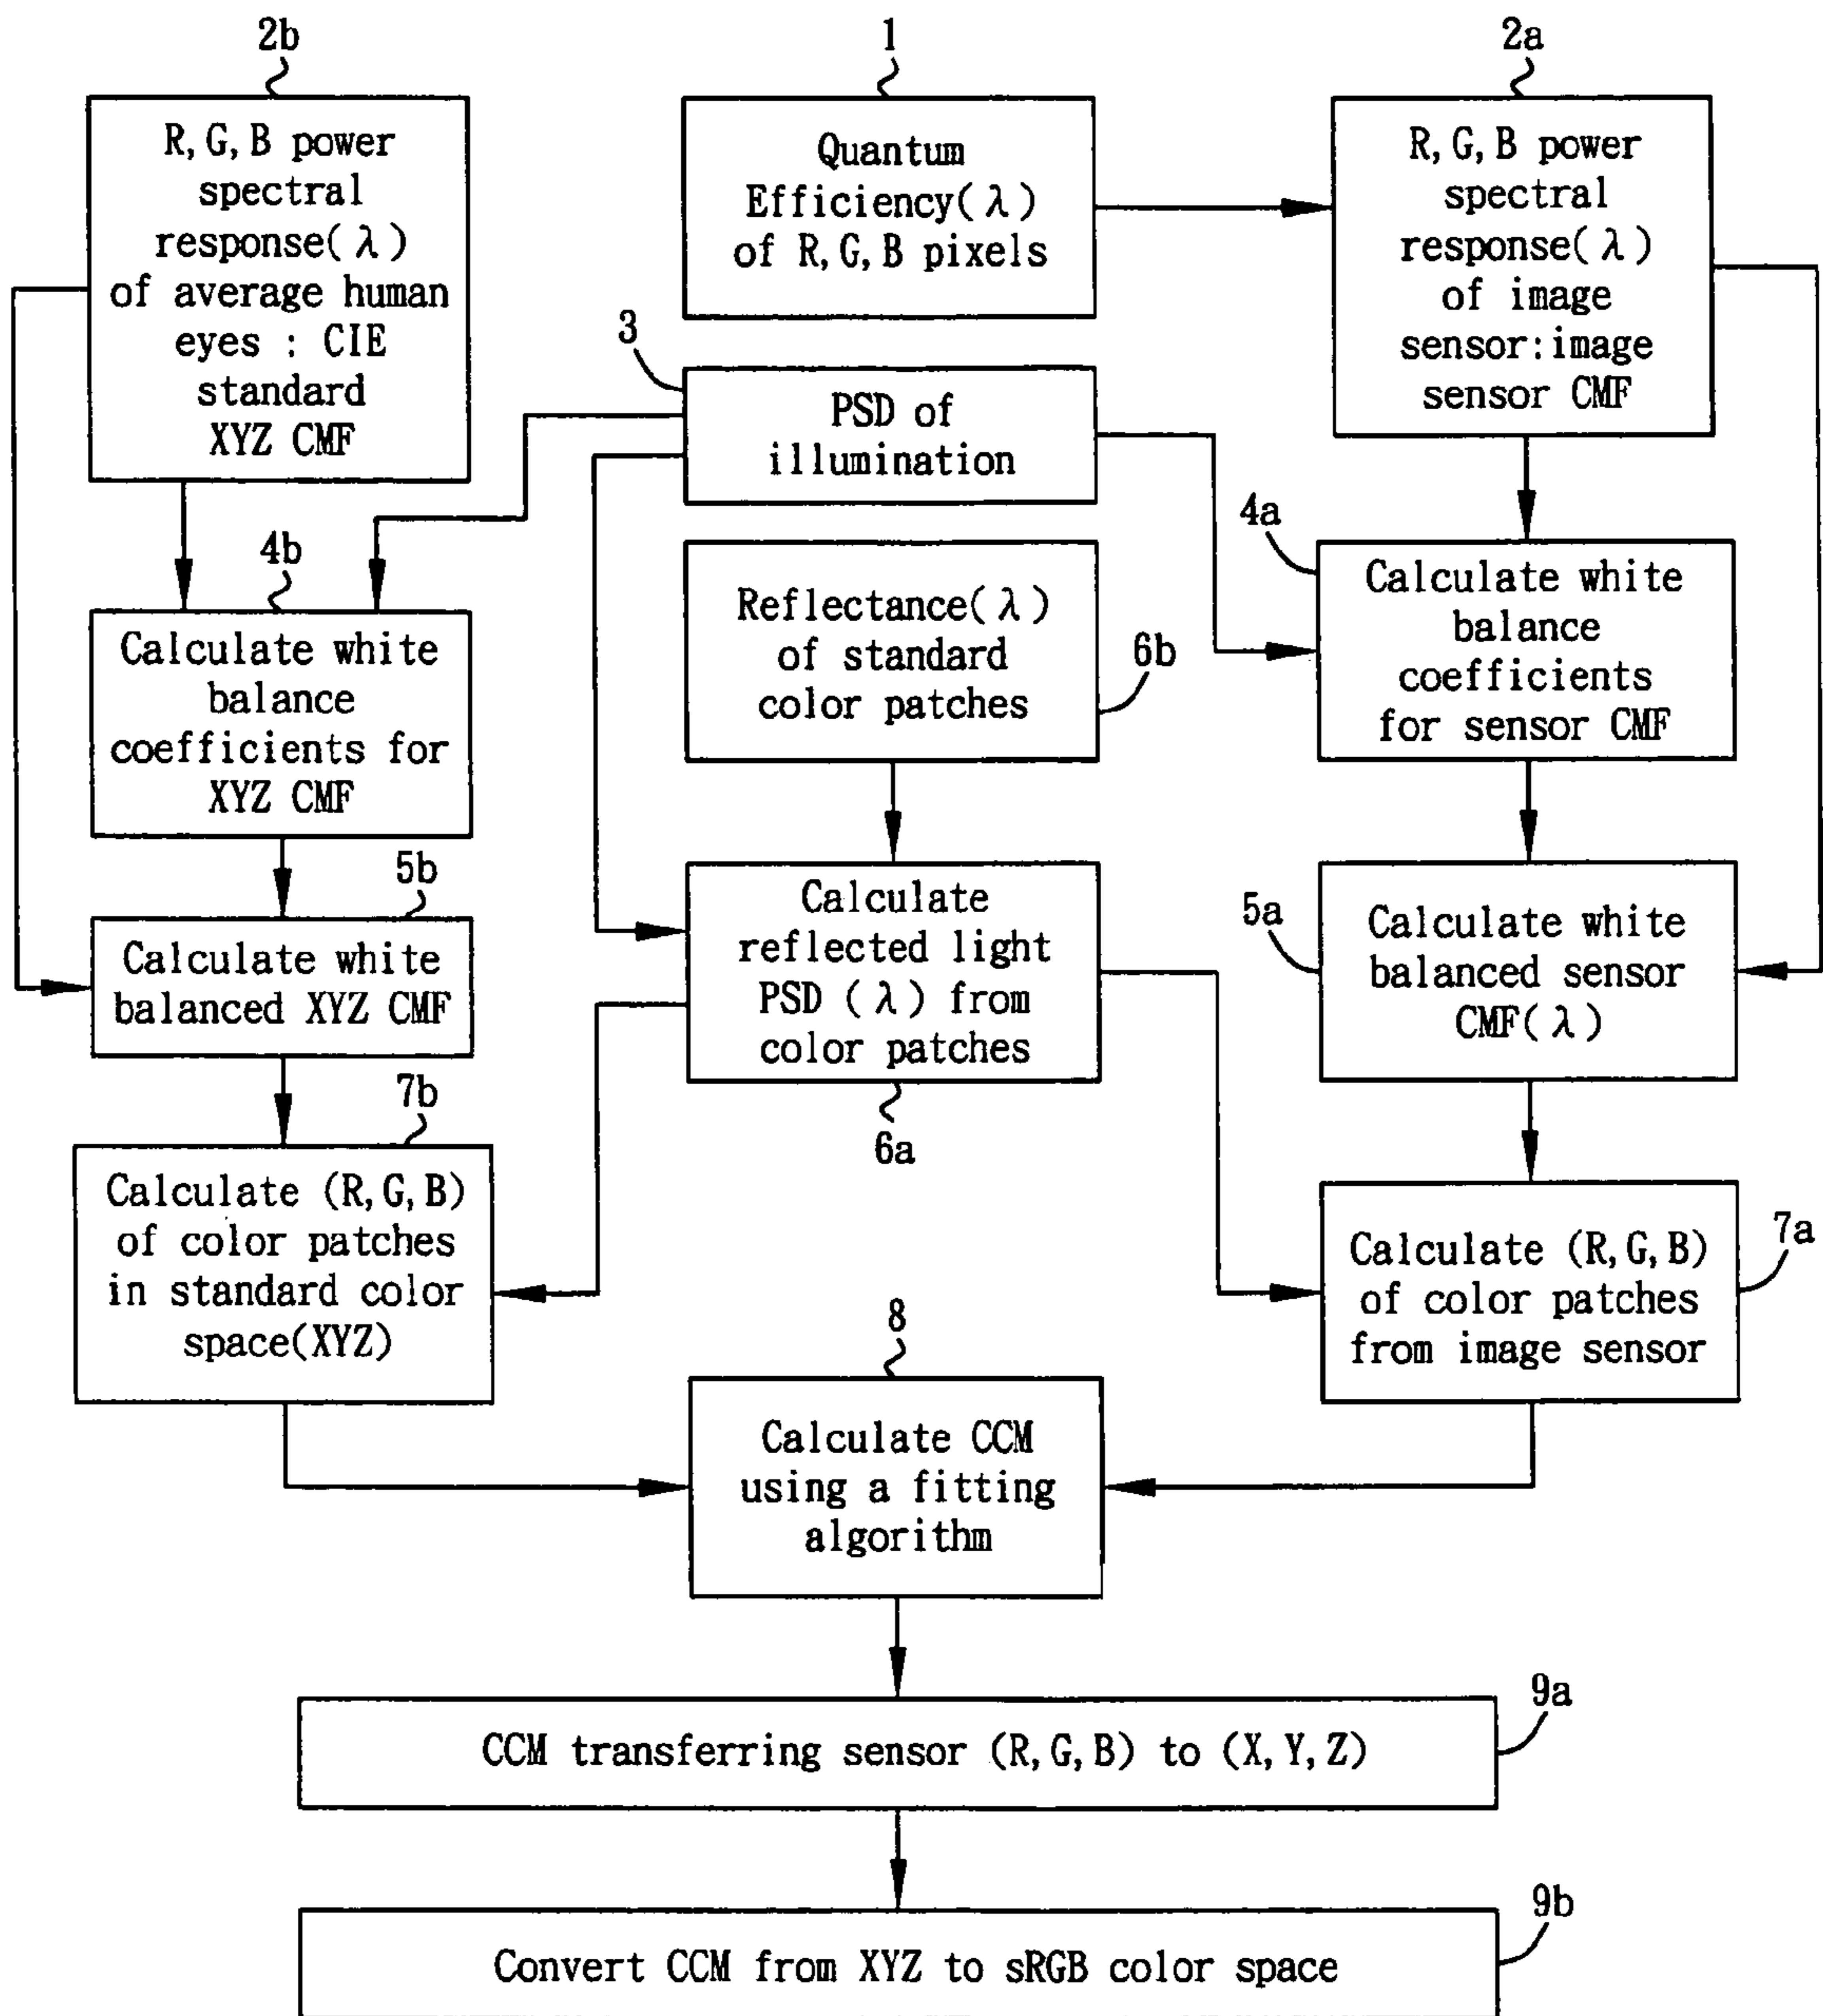 2b
R,G,B power
spectral
response(λ)
of average human
eyes : CIE
standard
XYZ CMF
1
Quantum
Efficiency(λ)
of R,G,B pixels
2a
R,G,B power
spectral
response(λ)
of image
sensor:image
sensor CMF
3
PSD of
illumination
4b
Calculate white
balance
coefficients for
XYZ CMF
Reflectance(λ)
of standard
color patches
6b
4a
Calculate white
balance
coefficients
for sensor CMF
5b
Calculate white
balanced XYZ CMF
Calculate
reflected light
PSD (λ) from
color patches
6a
5a
Calculate white
balanced sensor
CMF(λ)
7b
Calculate (R,G,B)
of color patches
in standard color
space(XYZ)
7a
Calculate (R,G,B)
of color patches
from image sensor
8
Calculate CCM
using a fitting
algorithm
9a
CCM transferring sensor (R,G,B) to (X,Y,Z)
9b
Convert CCM from XYZ to sRGB color space